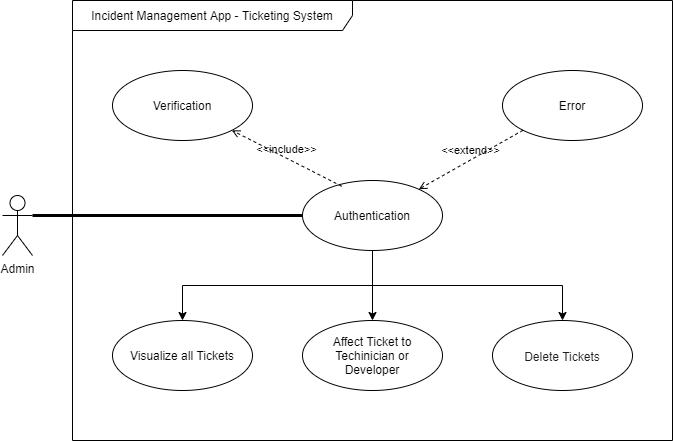 Incident Management App - Ticketing System
Verification
Error
<<include>>
<<extend>>
Authentication
Admin
Visualize all Tickets
Affect Ticket to
Techinician or
Developer
Delete Tickets